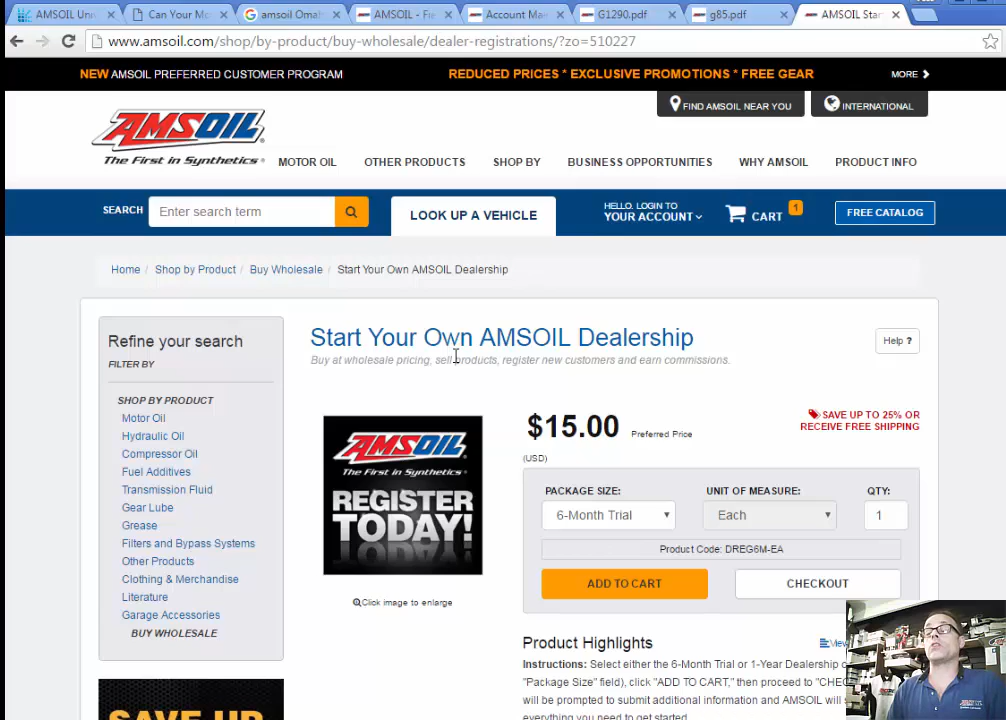 AMSOIL Uni
Can Your Mo
amsoil Omah
AMSOIL - Fie
Account Ma
G1290.pdf
g85.pdf
AMSOIL Star
www.amsoil.com/shop/by-product/buy-wholesale/dealer-registrations/?zo=510227
NEW AMSOIL PREFERRED CUSTOMER PROGRAM REDUCED PRICES * EXCLUSIVE PROMOTIONS * FREE GEAR MORE
FIND AMSOIL NEAR YOU INTERNATIONAL
AMSOIL
The First in Synthetics
MOTOR OIL OTHER PRODUCTS SHOP BY BUSINESS OPPORTUNITIES WHY AMSOIL PRODUCT INFO
SEARCH Enter search term LOOK UP A VEHICLE
HELLO. LOGIN TO
YOUR ACCOUNT
CART 1
FREE CATALOG
Home / Shop by Product / Buy Wholesale / Start Your Own AMSOIL Dealership
Refine your search
FILTER BY
SHOP BY PRODUCT
Motor Oil
Hydraulic Oil
Compressor Oil
Fuel Additives
Transmission Fluid
Gear Lube
Grease
Filters and Bypass Systems
Other Products
Clothing & Merchandise
Literature
Garage Accessories
BUY WHOLESALE
SAVE UP
Start Your Own AMSOIL Dealership
Help ?
Buy at wholesale pricing, sell products, register new customers and earn commissions.
AMSOIL
The First in Synthetics
REGISTER
TODAY!
Click image to enlarge
$15.00 Preferred Price
(USD)
SAVE UP TO 25% OR
RECEIVE FREE SHIPPING
PACKAGE SIZE: UNIT OF MEASURE: QTY:
6-Month Trial Each 1
Product Code: DREG6M-EA
ADD TO CART CHECKOUT
Product Highlights
View
Instructions: Select either the 6-Month Trial or 1-Year Dealership
"Package Size" field), click "ADD TO CART," then proceed to "CHEC
will be prompted to submit additional information and AMSOIL will
everything you need to get started